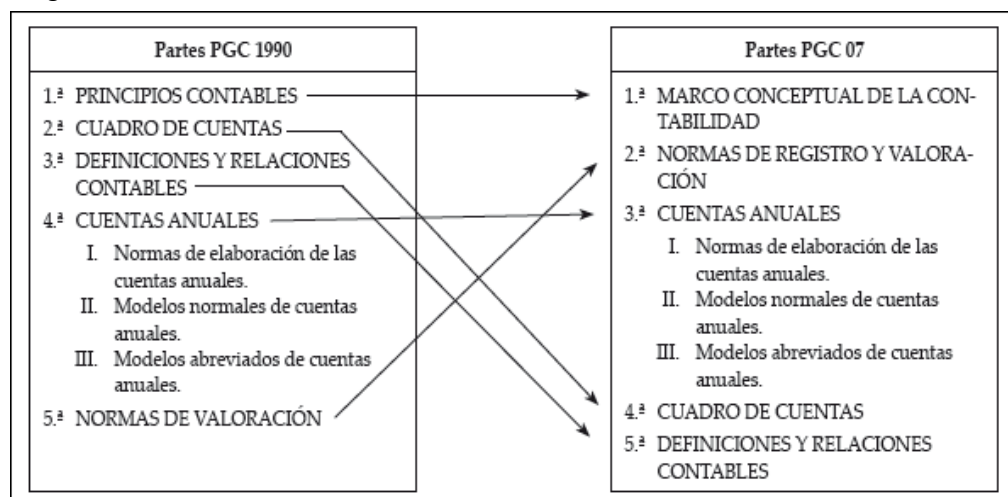 Partes PGC 1990
1.ª PRINCIPIOS CONTABLES
2.ª CUADRO DE CUENTAS
3.ª DEFINICIONES Y RELACIONES
CONTABLES
4.ª CUENTAS ANUALES
I. Normas de elaboración de las
cuentas anuales.
II. Modelos normales de cuentas
anuales.
III. Modelos abreviados de cuentas
anuales.
5.ª NORMAS DE VALORACIÓN
Partes PGC 07
1.ª MARCO CONCEPTUAL DE LA CON-
TABILIDAD
2.ª NORMAS DE REGISTRO Y VALORA-
CIÓN
3.ª CUENTAS ANUALES
I. Normas de elaboración de las
cuentas anuales.
II. Modelos normales de cuentas
anuales.
III. Modelos abreviados de cuentas
anuales.
4.ª CUADRO DE CUENTAS
5.ª DEFINICIONES Y RELACIONES
CONTABLES